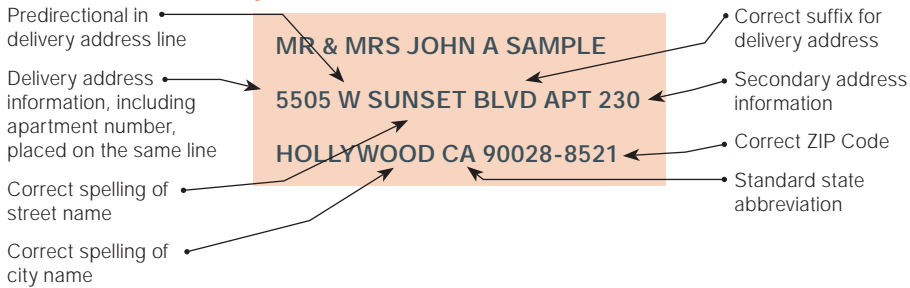 Predirectional in
delivery address line
Delivery address
information, including
apartment number,
placed on the same line
Correct spelling of
street name
Correct spelling of
city name
MR & MRS JOHN A SAMPLE
5505 W SUNSET BLVD APT 230
HOLLYWOOD CA 90028-8521
Correct suffix for
delivery address
Secondary address
information
Correct ZIP Code
Standard state
abbreviation